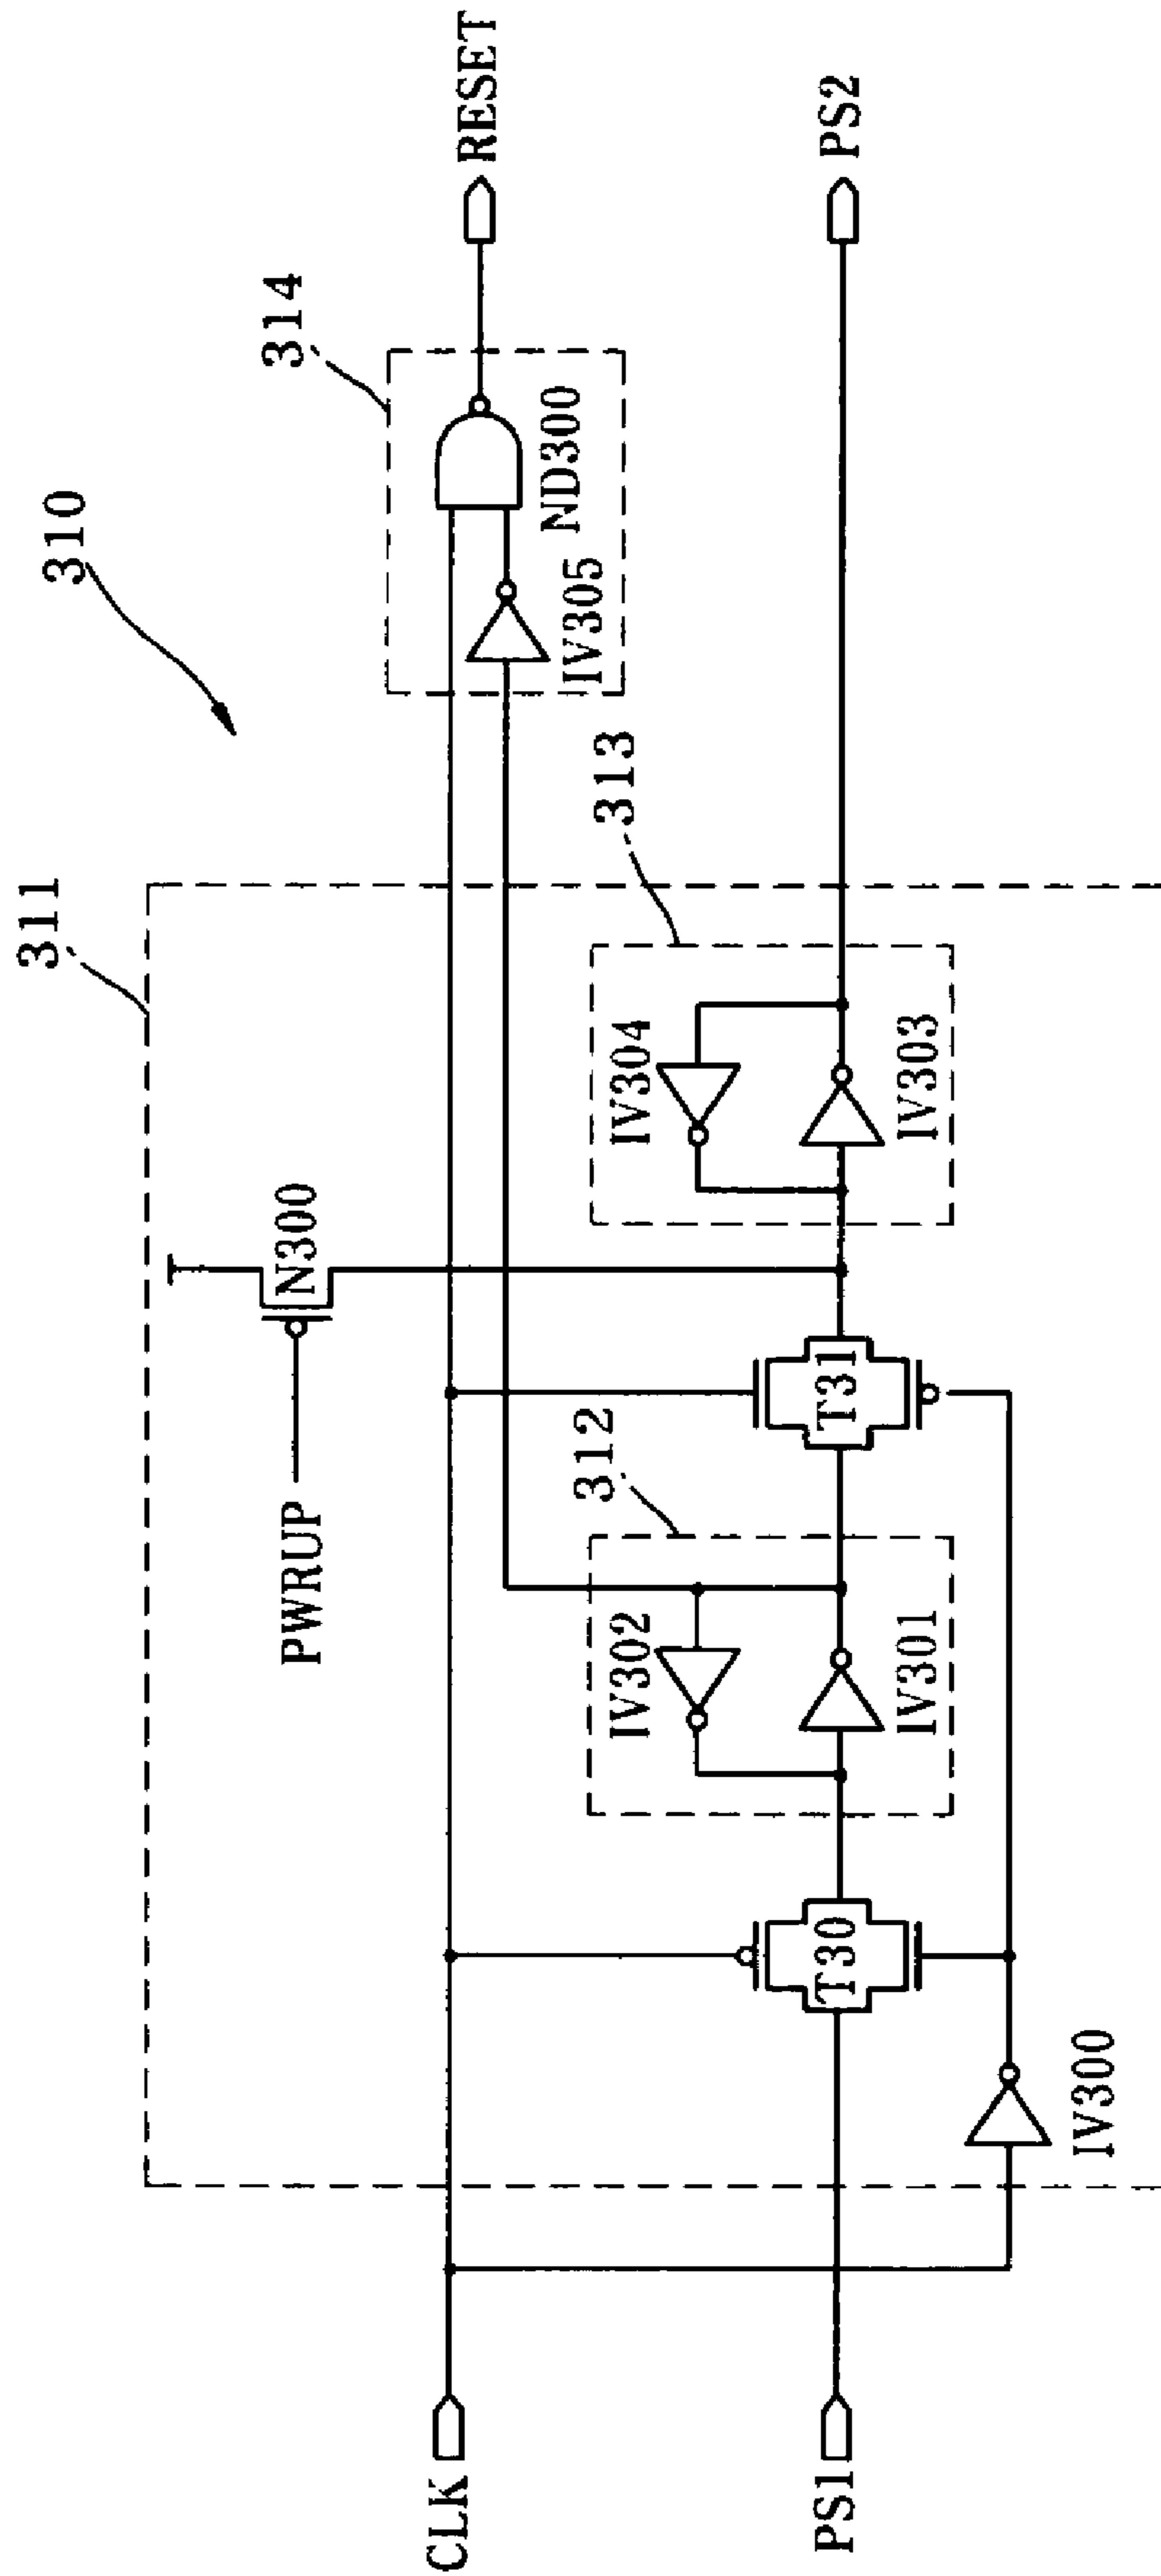 310
311
314
CLK
PWRUP
N300
RESET
IV305
ND300
312
313
IV302
IV304
PS1
T30
IV301
T31
IV303
PS2
IV300